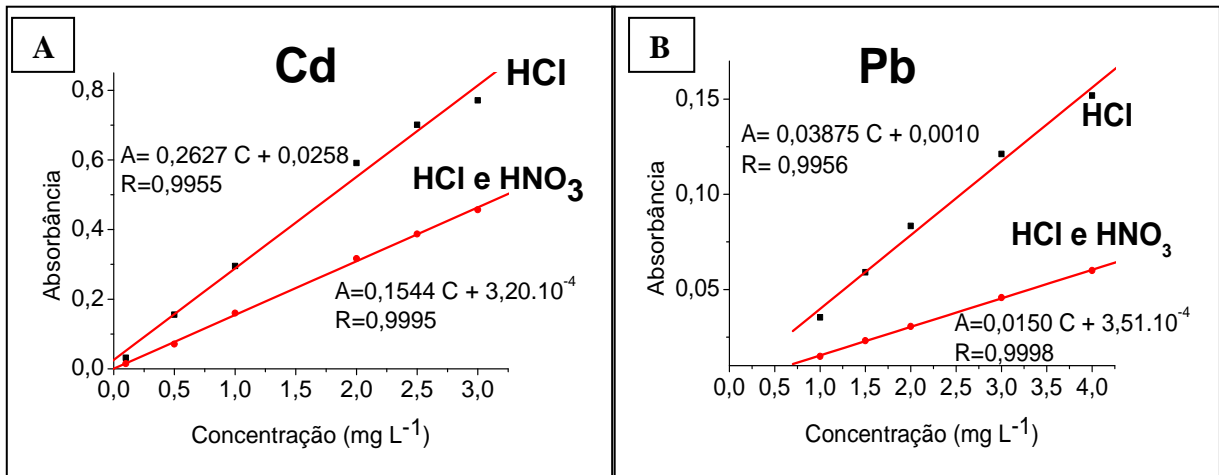 A
Cd
HCl
A= 0,2627 C + 0,0258
R=0,9955
HCl e HNO3
A=0,1544 C + 3,20.10-4
R=0,9995
Absorbância
0,8
0,6
0,4
0,2
0,0
0,0 0,5 1,0 1,5 2,0 2,5 3,0
Concentração (mg L-1)
B
Pb
HCl
A= 0,03875 C + 0,0010
R= 0,9956
HCl e HNO3
A=0,0150 C + 3,51.10-4
R=0,9998
Absorbância
0,15
0,10
0,05
0,0 0,5 1,0 1,5 2,0 2,5 3,0 3,5 4,0
Concentração (mg L-1)